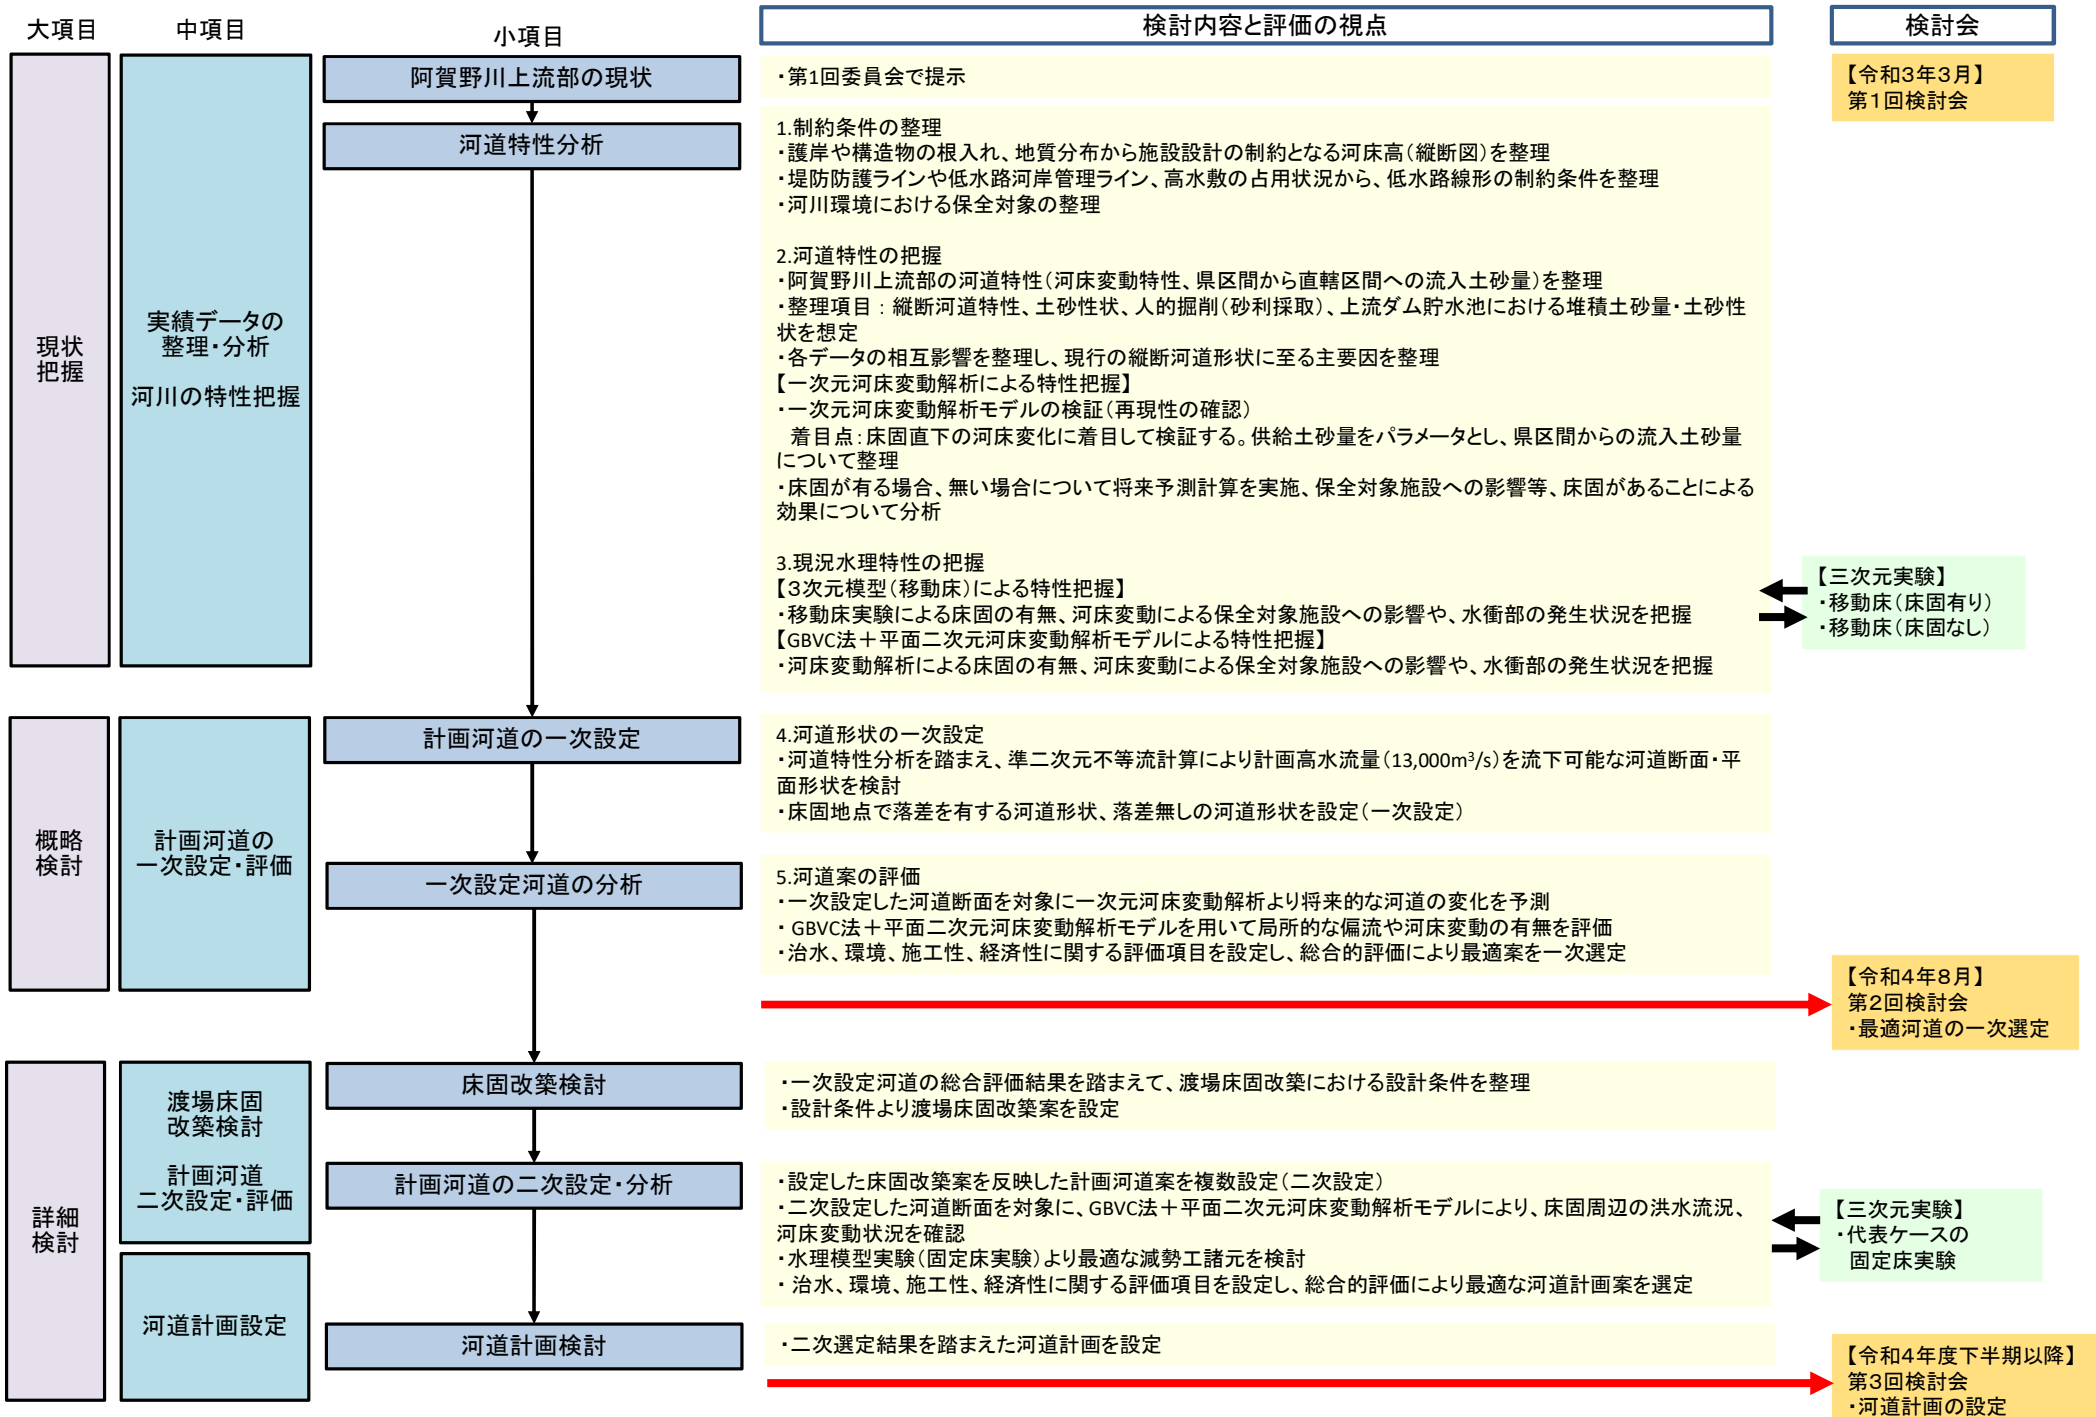 大項目
中項目
小項目
検討内容と評価の視点
検討会
現状
把握
実績データの
整理・分析
河川の特性把握
阿賀野川上流部の現状
・第1回委員会で提示
【令和3年3月】
第1回検討会
河道特性分析
1.制約条件の整理
・護岸や構造物の根入れ、地質分布から施設設計の制約となる河床高(縦断図)を整理
・堤防防護ラインや低水路河岸管理ライン、高水敷の占用状況から、低水路線形の制約条件を整理
・河川環境における保全対象の整理
2.河道特性の把握
・阿賀野川上流部の河道特性(河床変動特性、県区間から直轄区間への流入土砂量)を整理
・整理項目：縦断河道特性、土砂性状、人的掘削(砂利採取)、上流ダム貯水池における堆積土砂量・土砂性
状を想定
・各データの相互影響を整理し、現行の縦断河道形状に至る主要因を整理
【一次元河床変動解析による特性把握】
・一次元河床変動解析モデルの検証(再現性の確認)
着目点：床固直下の河床変化に着目して検証する。供給土砂量をパラメータとし、県区間からの流入土砂量
について整理
・床固が有る場合、無い場合について将来予測計算を実施、保全対象施設への影響等、床固があることによる
効果について分析
3.現況水理特性の把握
【3次元模型(移動床)による特性把握】
・移動床実験による床固の有無、河床変動による保全対象施設への影響や、水衝部の発生状況を把握
【GBVC法＋平面二次元河床変動解析モデルによる特性把握】
・河床変動解析による床固の有無、河床変動による保全対象施設への影響や、水衝部の発生状況を把握
【三次元実験】
・移動床(床固有り)
・移動床(床固なし)
概略
検討
計画河道の
一次設定・評価
計画河道の一次設定
4.河道形状の一次設定
・河道特性分析を踏まえ、準二次元不等流計算により計画高水流量(13,000m³/s)を流下可能な河道断面・平
面形状を検討
・床固地点で落差を有する河道形状、落差無しの河道形状を設定(一次設定)
一次設定河道の分析
5.河道案の評価
・一次設定した河道断面を対象に一次元河床変動解析より将来的な河道の変化を予測
・GBVC法＋平面二次元河床変動解析モデルを用いて局所的な偏流や河床変動の有無を評価
・治水、環境、施工性、経済性に関する評価項目を設定し、総合的評価により最適案を一次選定
【令和4年8月】
第2回検討会
・最適河道の一次選定
詳細
検討
渡場床固
改築検討
計画河道
二次設定・評価
床固改築検討
・一次設定河道の総合評価結果を踏まえて、渡場床固改築における設計条件を整理
・設計条件より渡場床固改築案を設定
計画河道の二次設定・分析
・設定した床固改築案を反映した計画河道案を複数設定(二次設定)
・二次設定した河道断面を対象に、GBVC法＋平面二次元河床変動解析モデルにより、床固周辺の洪水流況、
河床変動状況を確認
・水理模型実験(固定床実験)より最適な減勢工諸元を検討
・治水、環境、施工性、経済性に関する評価項目を設定し、総合的評価により最適な河道計画案を選定
【三次元実験】
・代表ケースの
固定床実験
河道計画設定
河道計画検討
・二次選定結果を踏まえた河道計画を設定
【令和4年度下半期以降】
第3回検討会
・河道計画の設定